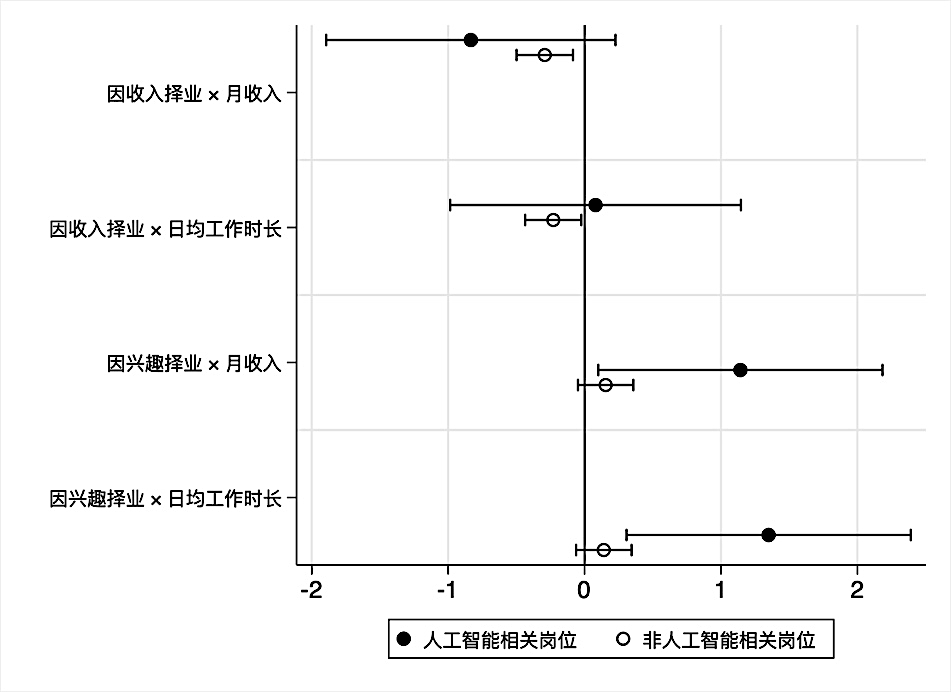 因收入择业 × 月收入
因收入择业 × 日均工作时长
因兴趣择业 × 月收入
因兴趣择业 × 日均工作时长
-2 -1 0 1 2
人工智能相关岗位 非人工智能相关岗位